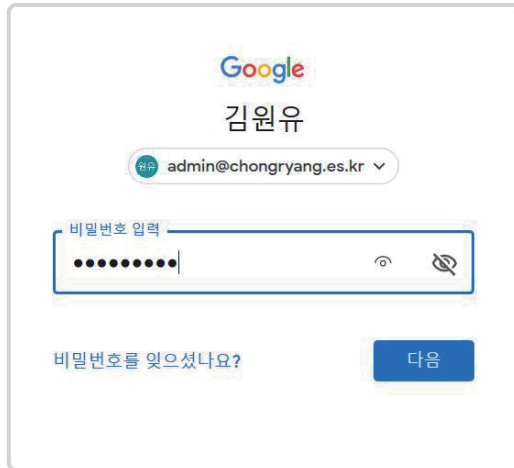 Google
김원유
원유 admin@chongryang.es.kr
비밀번호 입력
•••••••••
비밀번호를 잊으셨나요?
다음